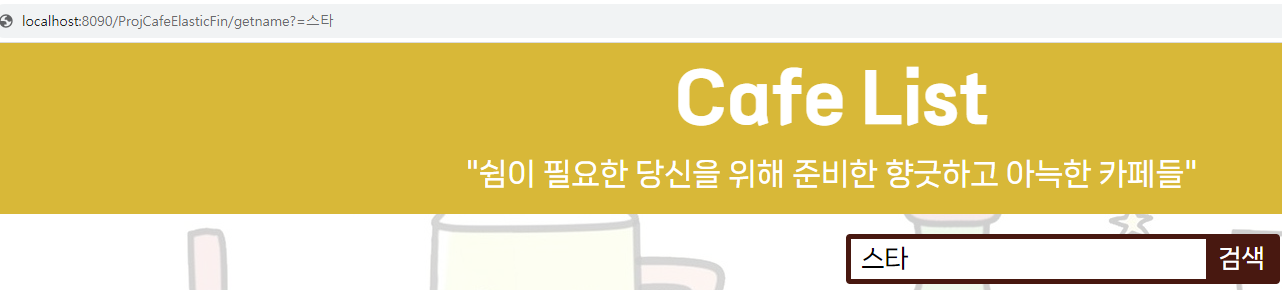 localhost:8090/ProjCafeElasticFin/getname?=스타
Cafe List
"쉼이 필요한 당신을 위해 준비한 향긋하고 아늑한 카페들"
스타 검색